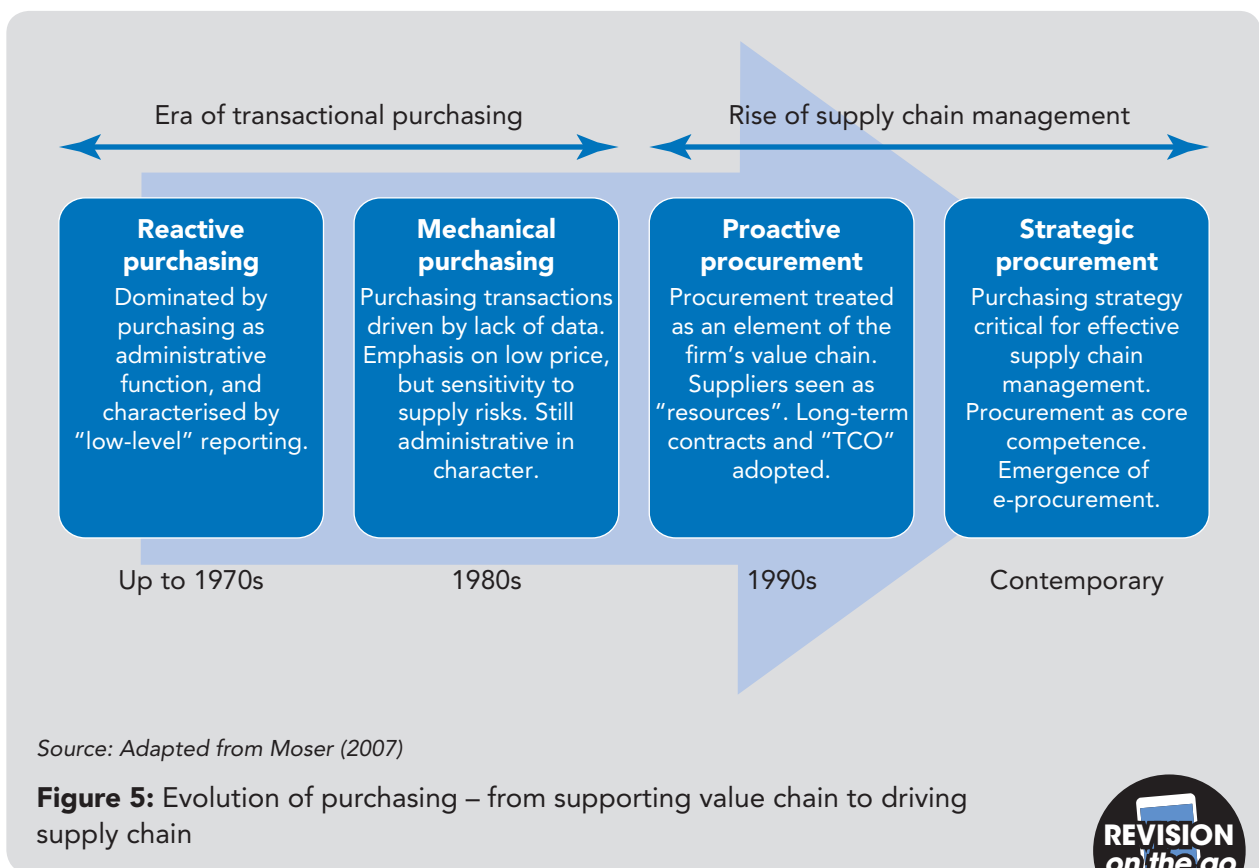 Era of transactional purchasing
Rise of supply chain management
Reactive
purchasing
Dominated by
purchasing as
administrative
function, and
characterised by
"low-level" reporting.
Mechanical
purchasing
Purchasing transactions
driven by lack of data.
Emphasis on low price,
but sensitivity to
supply risks. Still
administrative in
character.
Proactive
procurement
Procurement treated
as an element of the
firm's value chain.
Suppliers seen as
"resources". Long-term
contracts and "TCO"
adopted.
Strategic
procurement
Purchasing strategy
critical for effective
supply chain
management.
Procurement as core
competence.
Emergence of
e-procurement.
Up to 1970s
1980s
1990s
Contemporary
Source: Adapted from Moser (2007)
Figure 5: Evolution of purchasing – from supporting value chain to driving
supply chain
REVISION
on the go